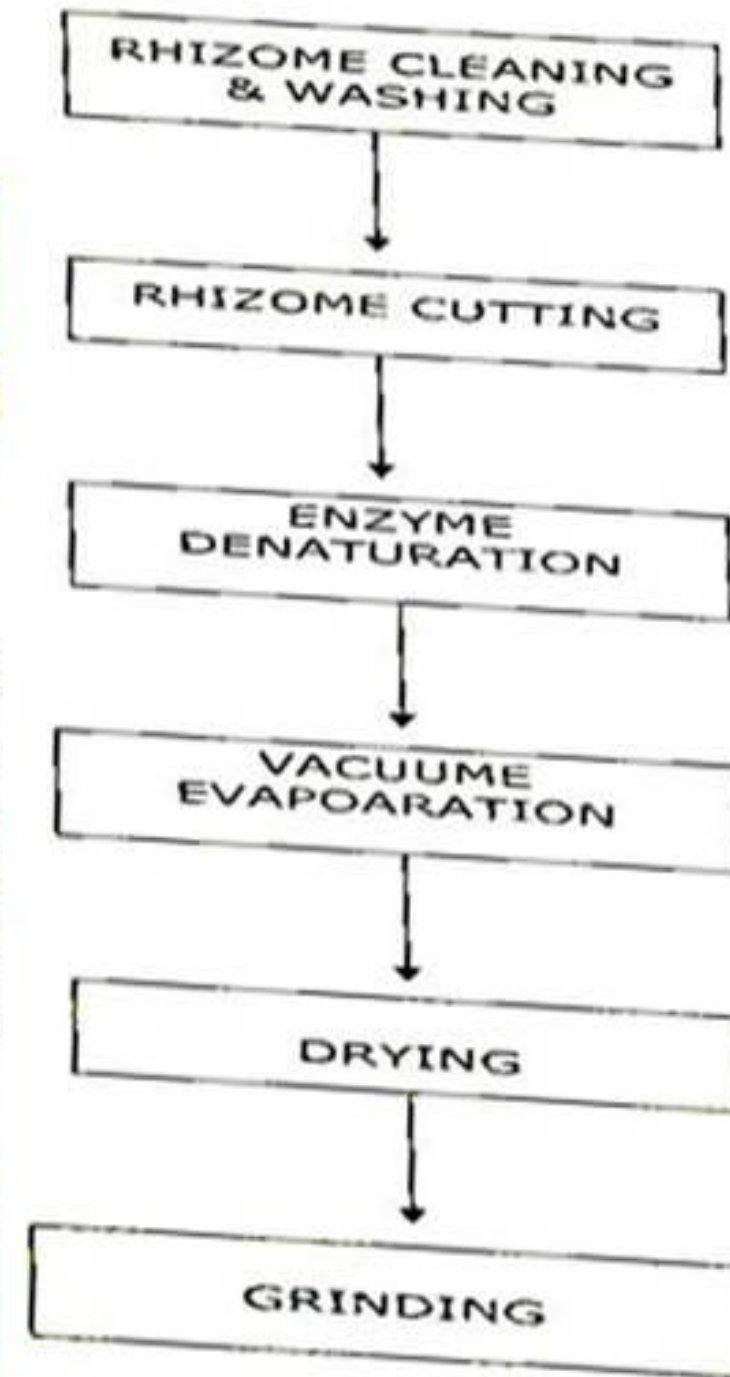 RHIZOME CLEANING
& WASHING
RHIZOME CUTTING
ENZYME
DENATURATION
VACUUME
EVAPOARATION
DRYING
GRINDING